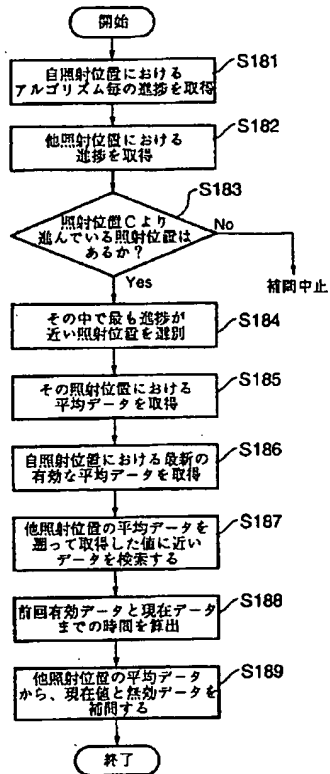 開始
自照射位置における
アルゴリズム毎の進捗を取得
S181
他照射位置における
進捗を取得
S182
照射位置Cより
進んでいる照射位置は
あるか?
S183
No
補間中止
Yes
その中で最も進捗が
近い照射位置を選別
S184
その照射位置における
平均データを取得
S185
自照射位置における最新の
有効な平均データを取得
S186
他照射位置の平均データを
遡って取得した値に近い
データを検索する
S187
前回有効データと現在データ
までの時間を算出
S188
他照射位置の平均データ
から、現在値と無効データを
補間する
S189
終了